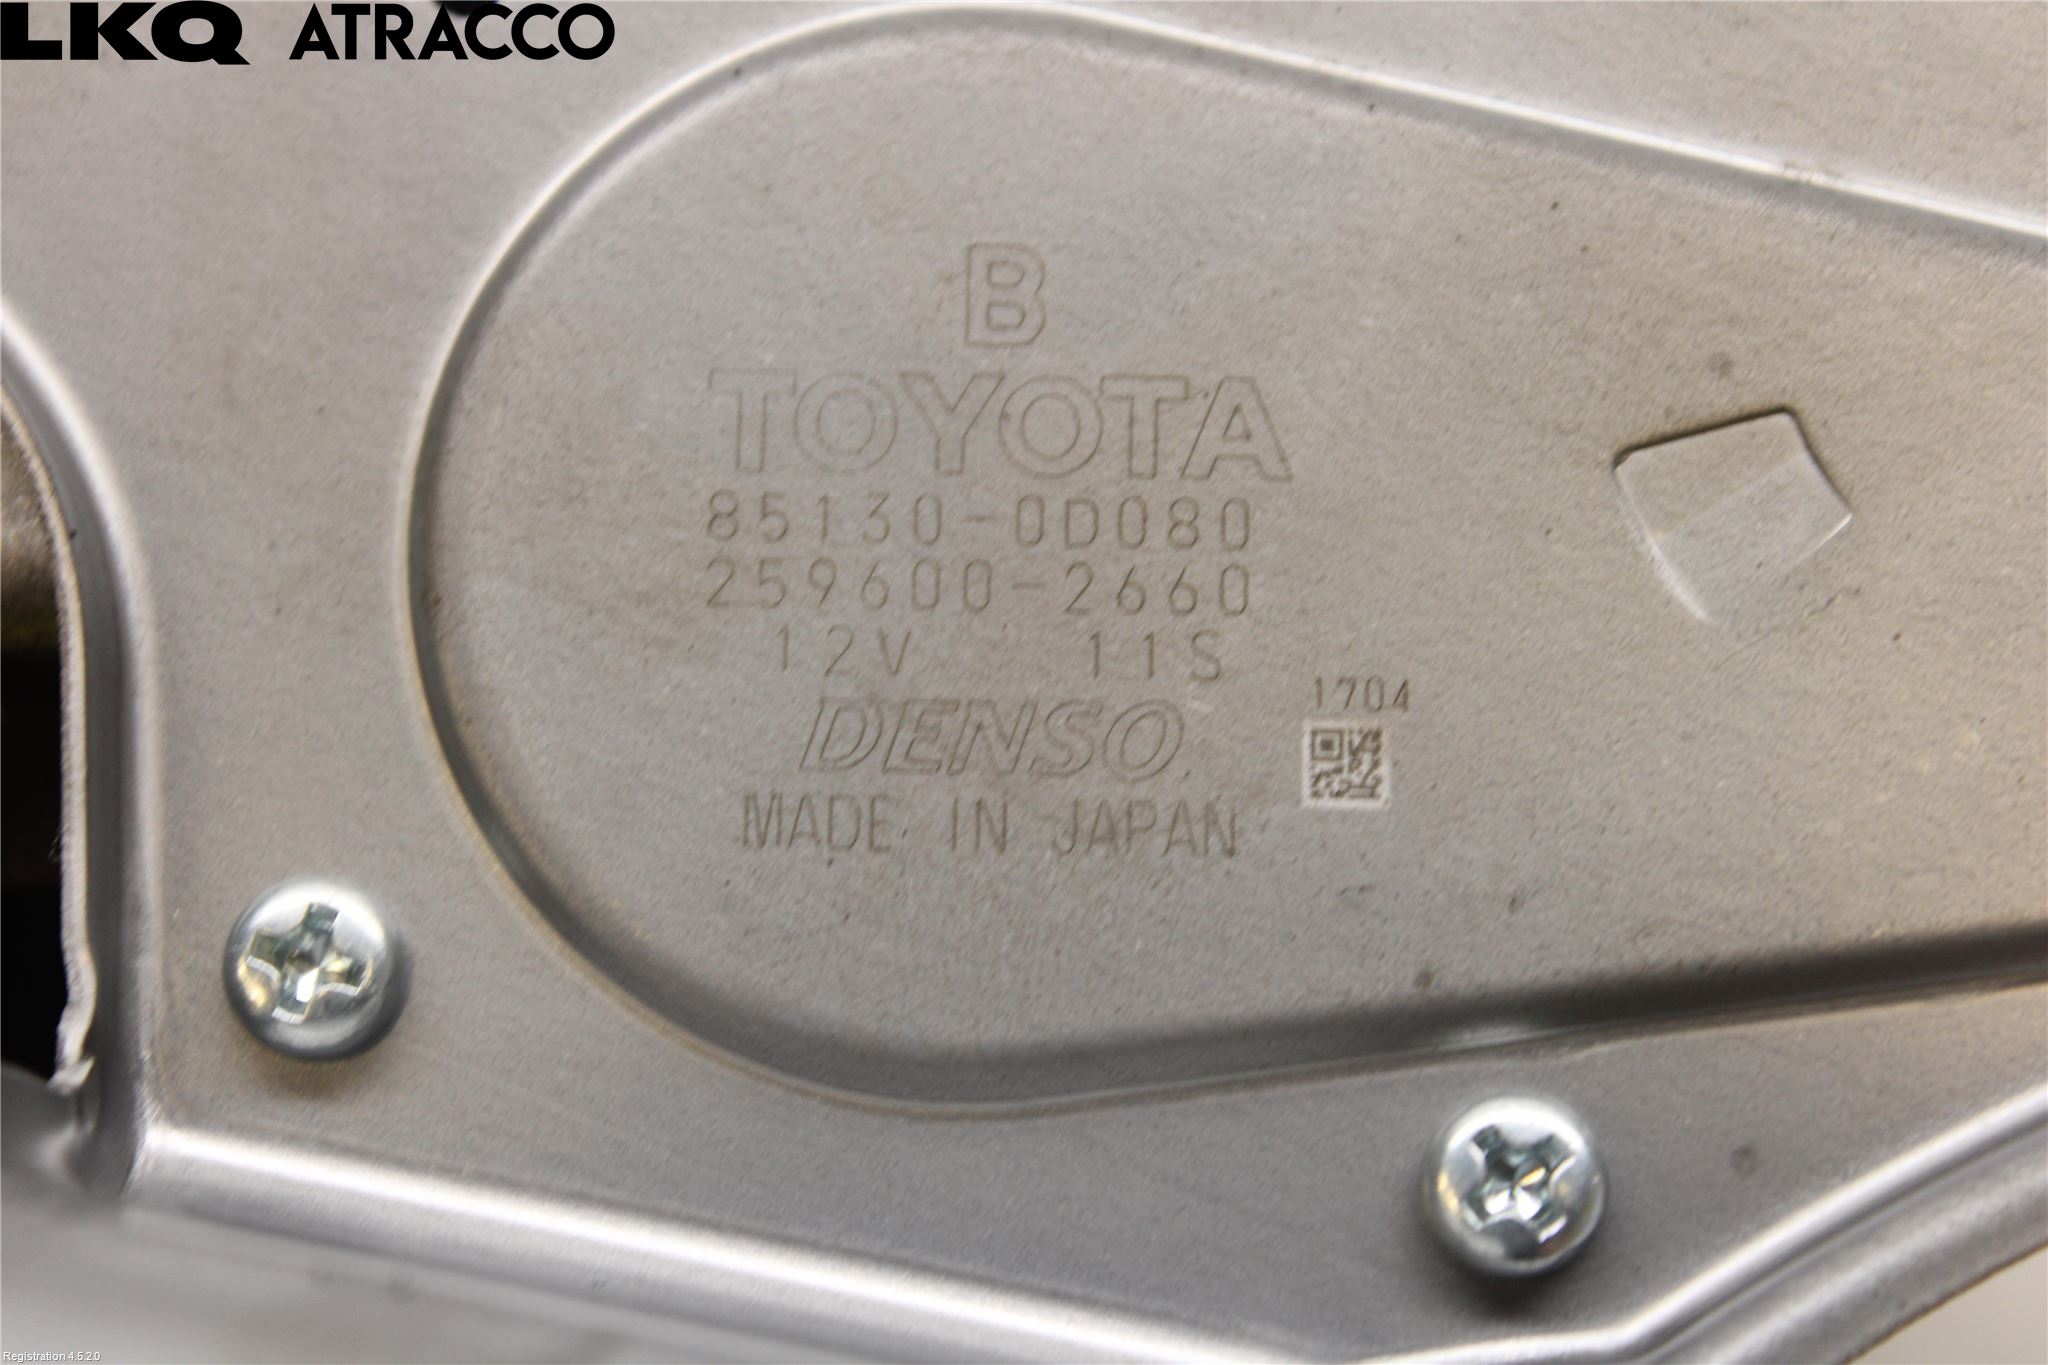 LKQ ATRACCO
B
TOYOTA
85130-0D080
259600-2660
12V 11S
DENSO
1704
MADE IN JAPAN
Registration 4.5.2.0